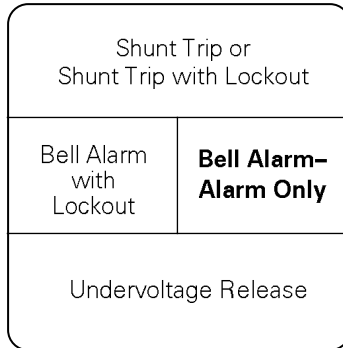 Shunt Trip or
Shunt Trip with Lockout
Bell Alarm
with
Lockout
Bell Alarm–
Alarm Only
Undervoltage Release